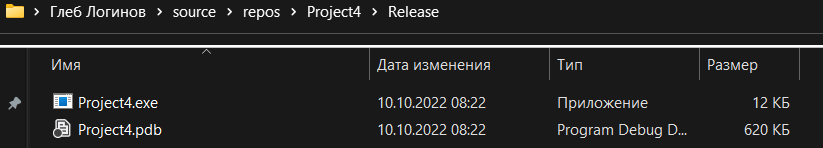 Глеб Логинов > source > repos > Project4 > Release
Имя Дата изменения Тип Размер
Project4.exe 10.10.2022 08:22 Приложение 12 КБ
Project4.pdb 10.10.2022 08:22 Program Debug D... 620 КБ